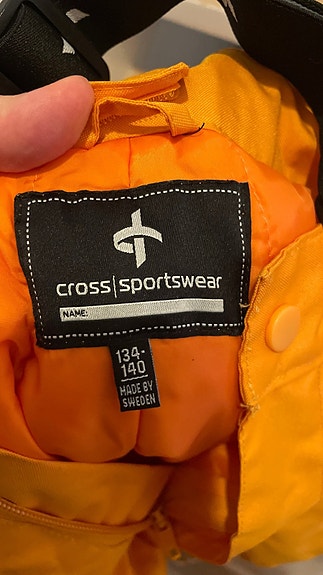 cross|sportswear
NAME:
134-
140
MADE BY
SWEDEN